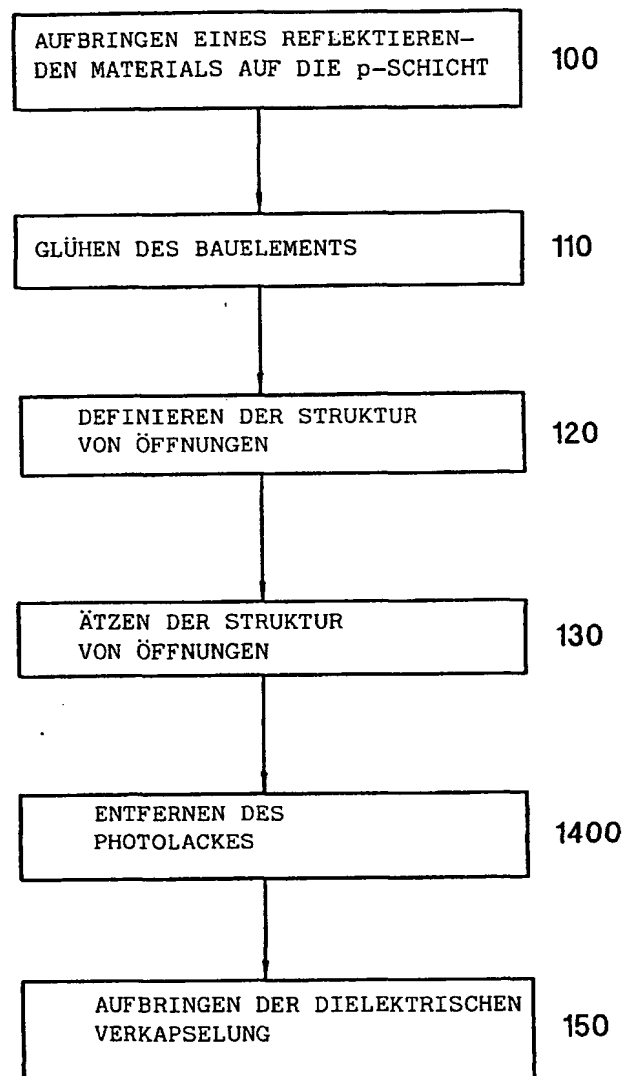 AUFBRINGEN EINES REFLEKTIEREN-
DEN MATERIALS AUF DIE p-SCHICHT
100
GLÜHEN DES BAUELEMENTS
110
DEFINIEREN DER STRUKTUR
VON ÖFFNUNGEN
120
ÄTZEN DER STRUKTUR
VON ÖFFNUNGEN
130
ENTFERNEN DES
PHOTOLACKES
1400
AUFBRINGEN DER DIELEKTRISCHEN
VERKAPSELUNG
150